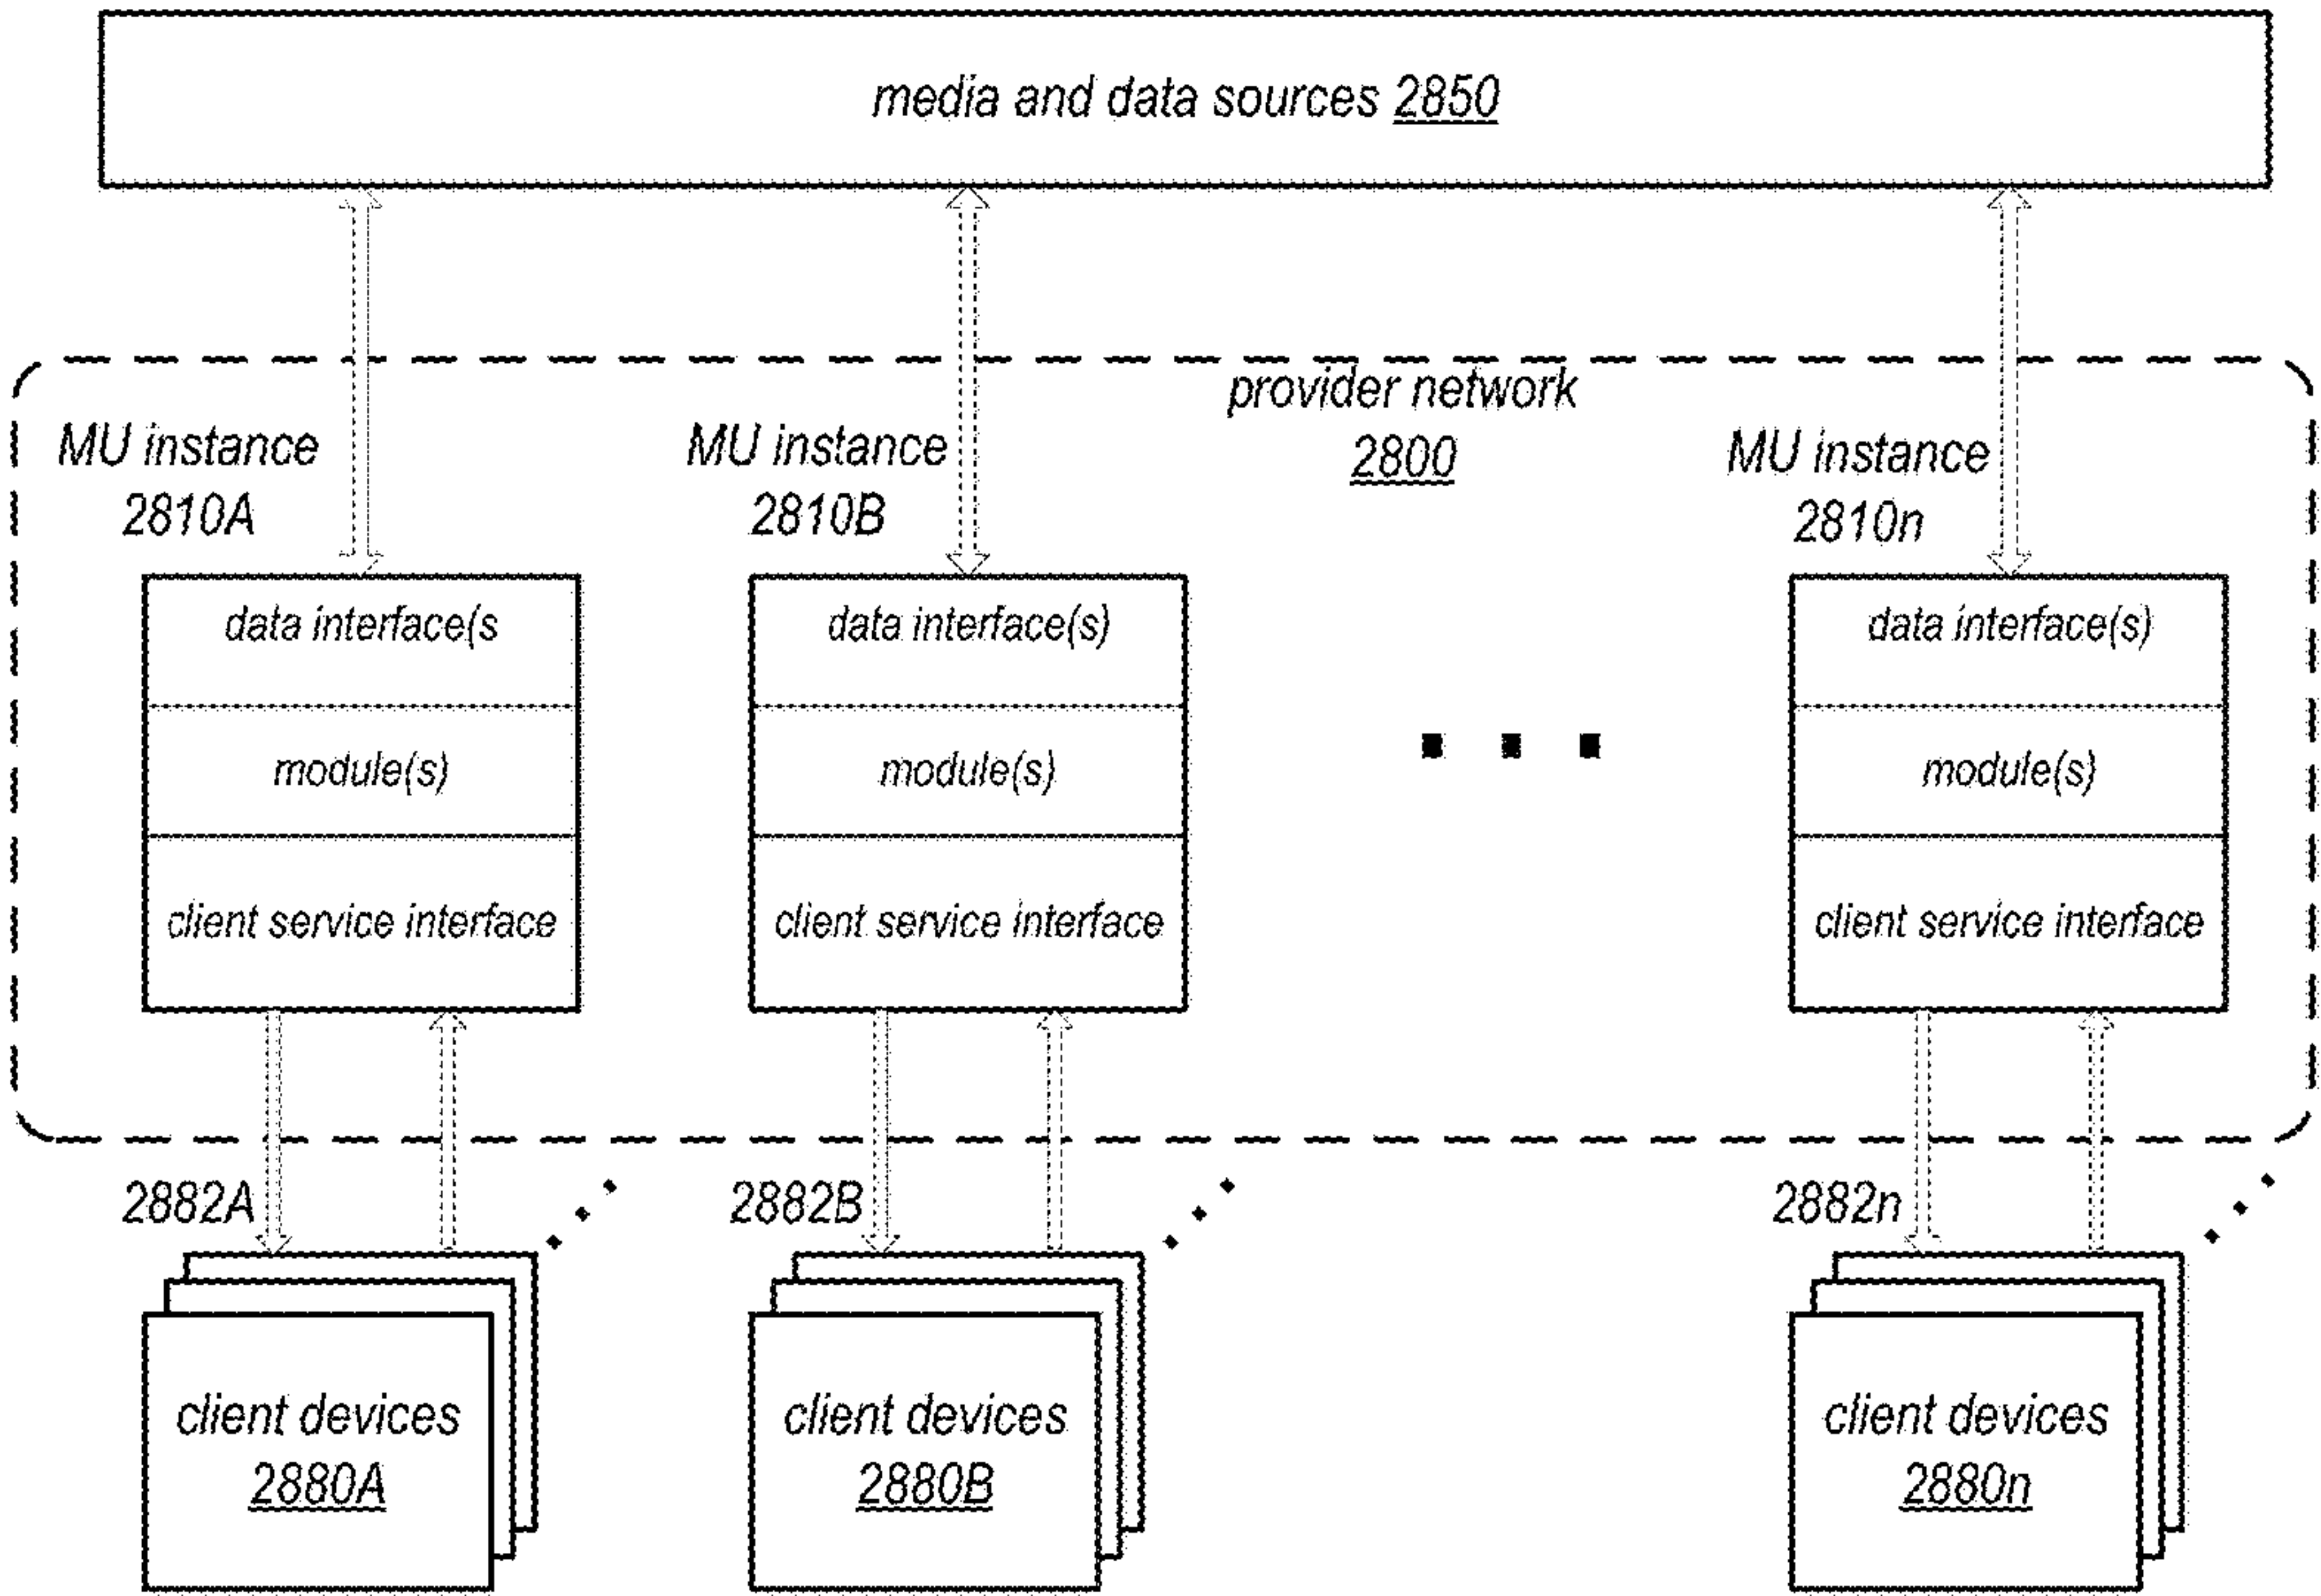 media and data sources 2850
provider network
2800
MU instance
2810A
MU instance
2810B
MU instance
2810n
data interface(s
module(s)
client service interface
data interface(s)
module(s)
client service interface
data interface(s)
module(s)
client service interface
2882A
2882B
2882n
client devices
2880A
client devices
2880B
client devices
2880n